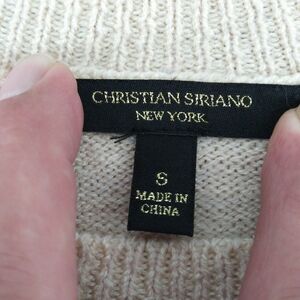 CHRISTIAN SIRIANO
NEW YORK
S
MADE IN
CHINA